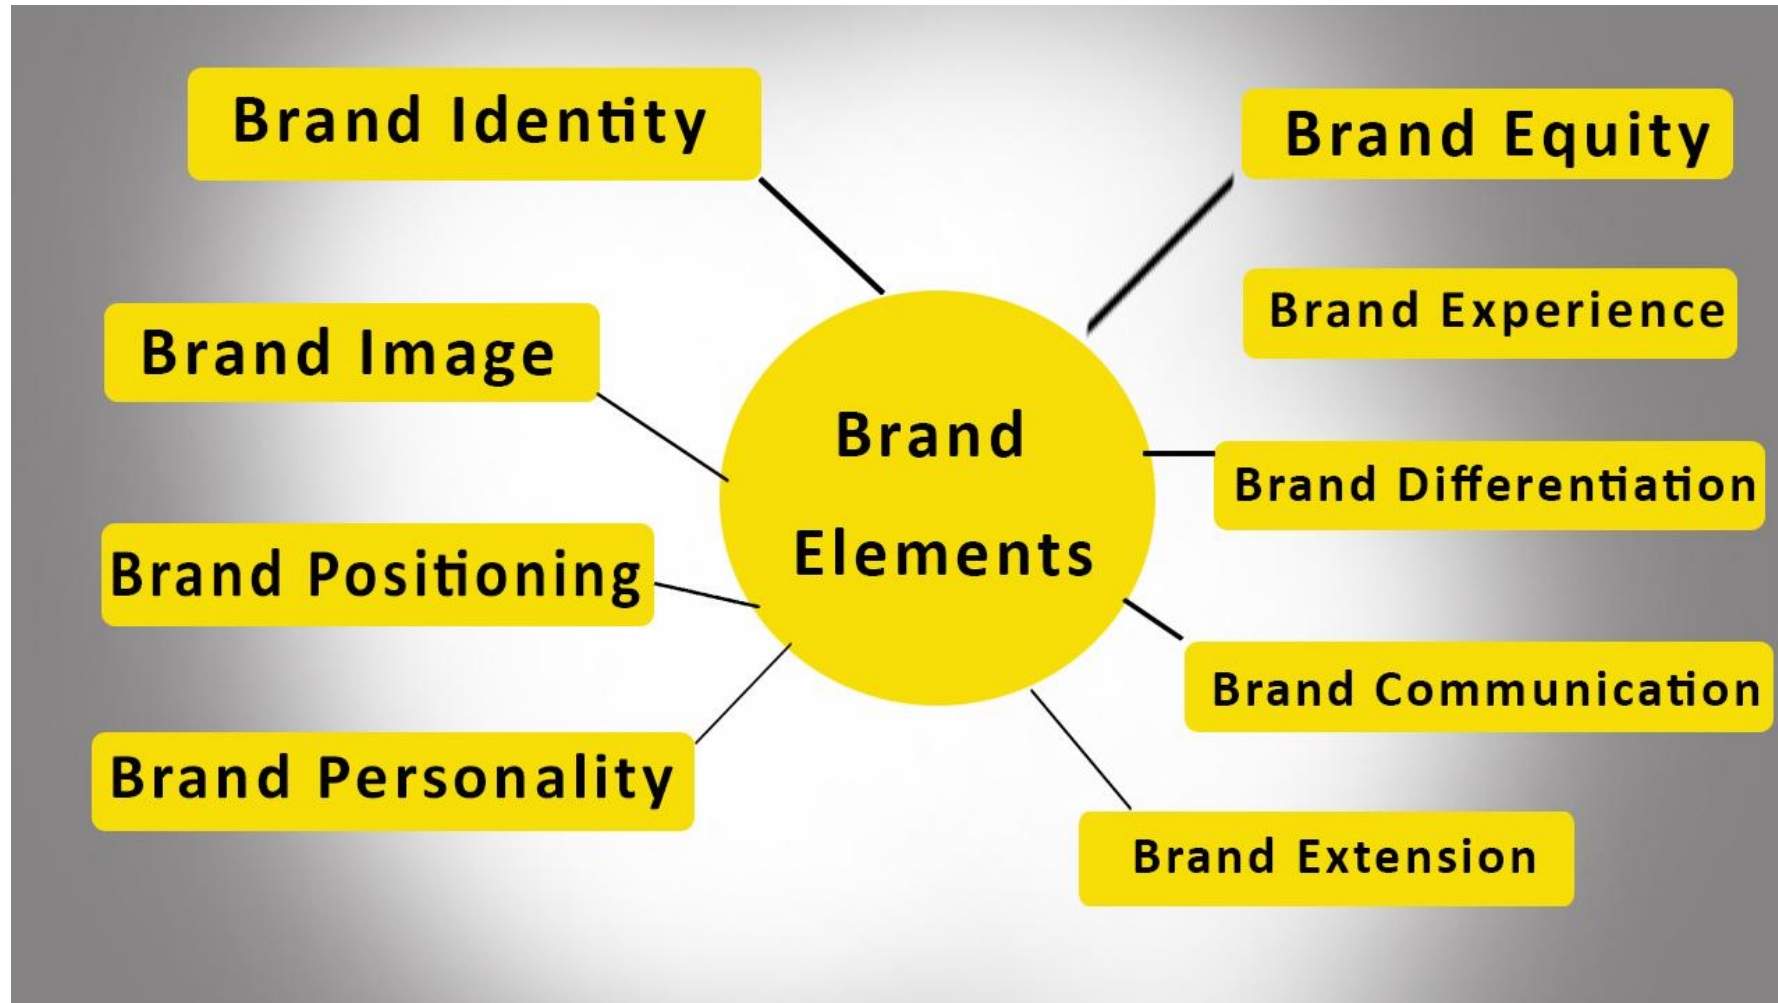 Brand Identity
Brand Image
Brand Positioning
Brand Personality
Brand
Elements
Brand Equity
Brand Experience
Brand Differentiation
Brand Communication
Brand Extension